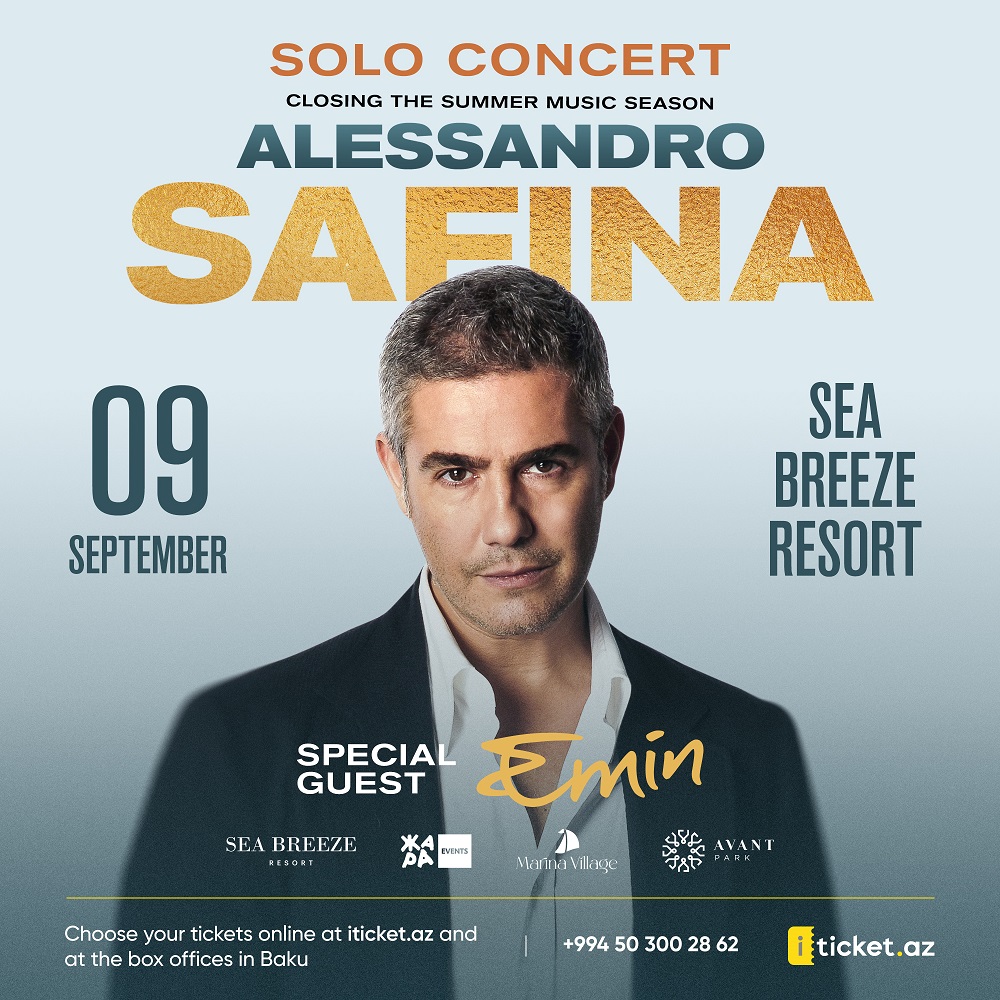 SOLO CONCERT
CLOSING THE SUMMER MUSIC SEASON
ALESSANDRO
SAFINA
09
SEPTEMBER
SEA
BREEZE
RESORT
SPECIAL
GUEST
Emin
SEA BREEZE
RESORT
ЖА
РА
EVENTS
Marina Village
AVANT
PARK
Choose your tickets online at iticket.az and
at the box offices in Baku
+994 50 300 28 62
iticket.az